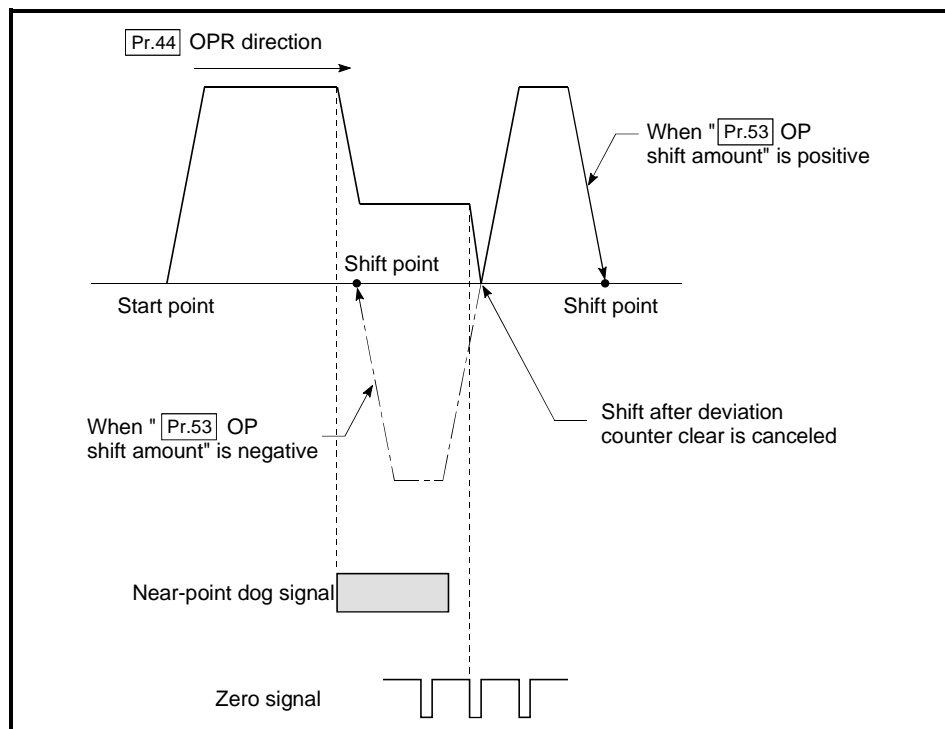 Pr.44 OPR direction
When " Pr.53 OP
shift amount" is positive
Shift point
Start point
Shift point
When " Pr.53 OP
shift amount" is negative
Shift after deviation
counter clear is canceled
Near-point dog signal
Zero signal